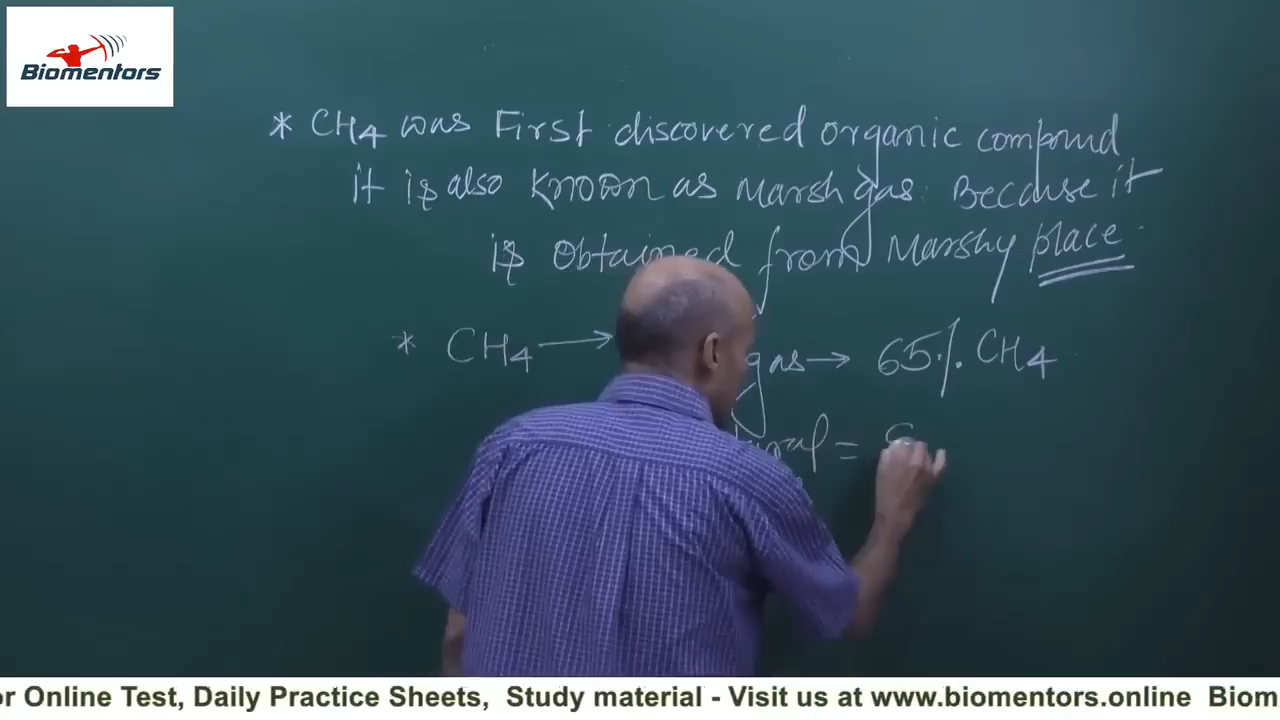 Biomentors
* CH4 was First discovered organic compound
it is also known as Marsh gas. Because it
is Obtained from Marshy place.
* CH4 → gas → 65% CH4
=
or Online Test, Daily Practice Sheets, Study material - Visit us at www.biomentors.online Biom